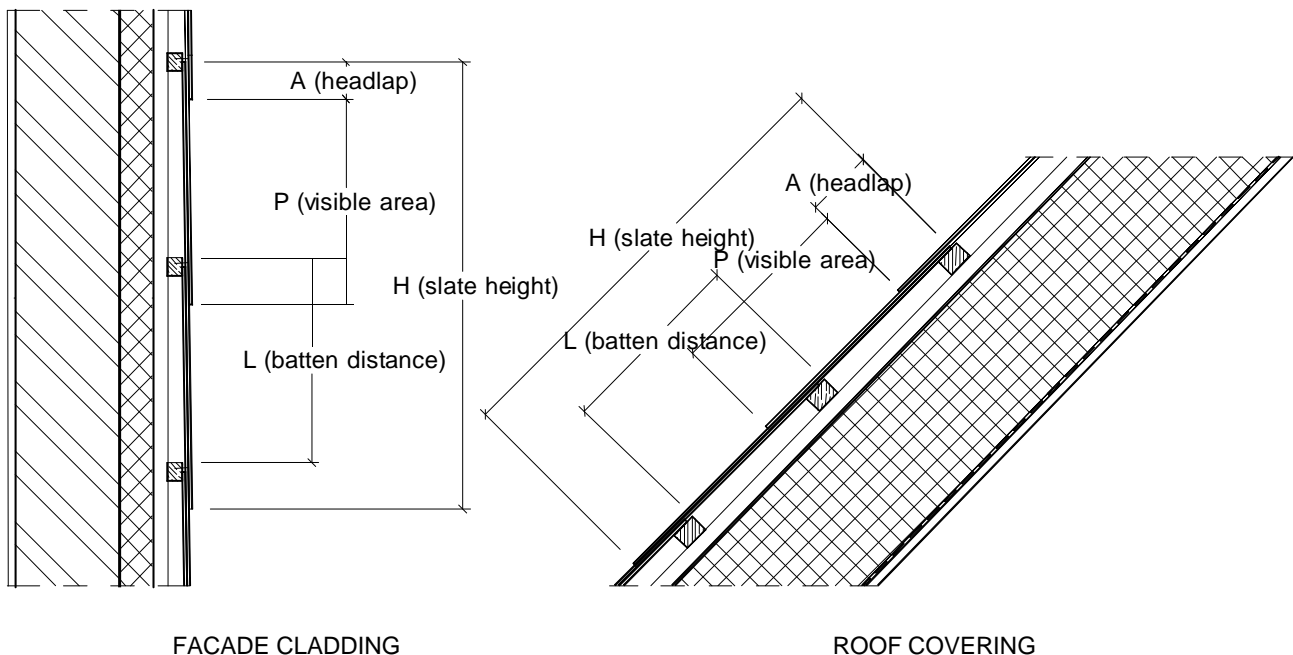 A (headlap)
P (visible area)
H (slate height)
L (batten distance)
A (headlap)
H (slate height)
P (visible area)
L (batten distance)
FACADE CLADDING
ROOF COVERING